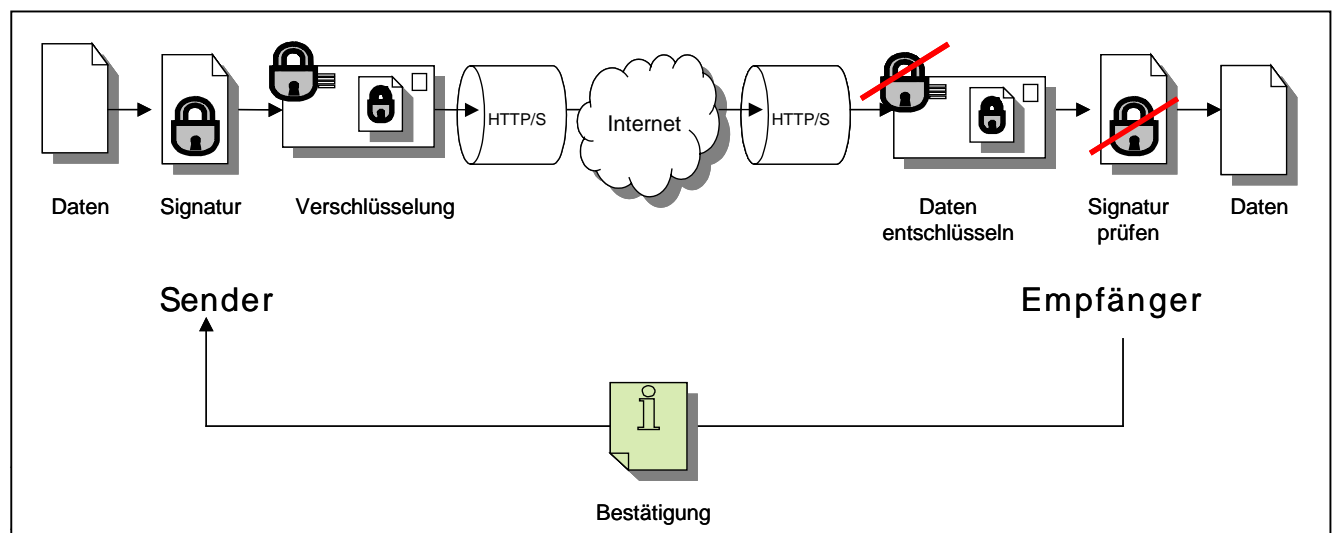 HTTP/S
Internet
HTTP/S
Daten
Signatur
Verschlüsselung
Daten
entschlüsseln
Signatur
prüfen
Daten
Sender
Empfänger
i
Bestätigung